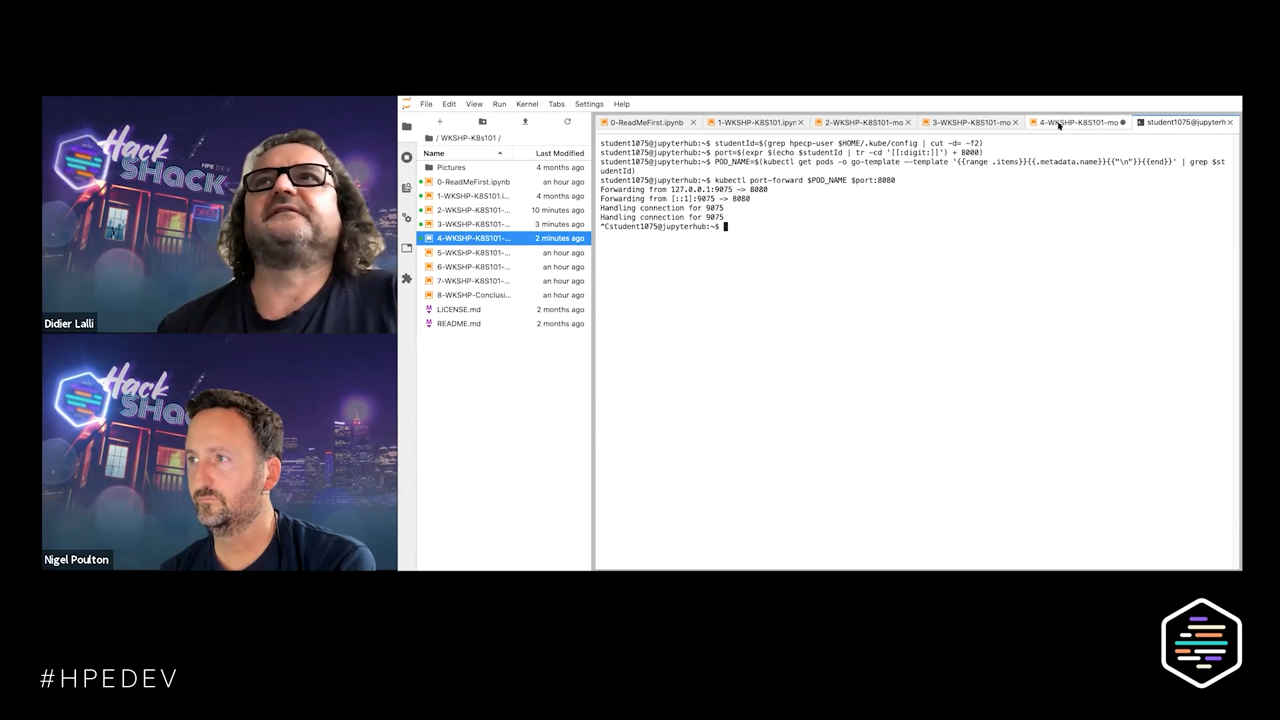 Hack
SHack
HPE DEV
OPEN
Didier Lalli
Hack
SHac
Nigel Poulton
File Edit View Run Kernel Tabs Settings Help
/ WKSHP-K8s101 /
Name Last Modified
Pictures 4 months ago
0-ReadMeFirst.ipynb an hour ago
1-WKSHP-K8S101.i... 4 months ago
2-WKSHP-K8S101-... 10 minutes ago
3-WKSHP-K8S101-... 3 minutes ago
4-WKSHP-K8S101-... 2 minutes ago
5-WKSHP-K8S101-... an hour ago
6-WKSHP-K8S101-... an hour ago
7-WKSHP-K8S101-... an hour ago
8-WKSHP-Conclusi... an hour ago
LICENSE.md 2 months ago
README.md 2 months ago
0-ReadMeFirst.ipynb 1-WKSHP-K8S101.ipyn 2-WKSHP-K8S101-mo 3-WKSHP-K8S101-mo 4-WKSHP-K8S101-mo student1075@jupyterh
student1075@jupyterhub:~$ studentId=$(grep hpecp-user $HOME/.kube/config | cut -d= -f2)
student1075@jupyterhub:~$ port=$(expr $(echo $studentId | tr -cd '[[:digit:]]') + 8000)
student1075@jupyterhub:~$ POD_NAME=$(kubectl get pods -o go-template --template '{{range .items}}{{.metadata.name}}{{"\n"}}{{end}}' | grep $st
udentId)
student1075@jupyterhub:~$ kubectl port-forward $POD_NAME $port:8080
Forwarding from 127.0.0.1:9075 -> 8080
Forwarding from [::1]:9075 -> 8080
Handling connection for 9075
Handling connection for 9075
^Cstudent1075@jupyterhub:~$
#HPEDEV